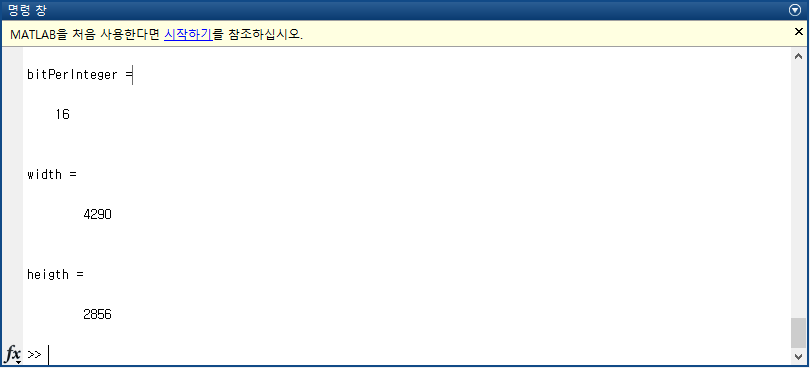 명령 창
MATLAB을 처음 사용한다면 시작하기를 참조하십시오.
bitPerInteger =
16
width =
4290
heigth =
2856
fx >>